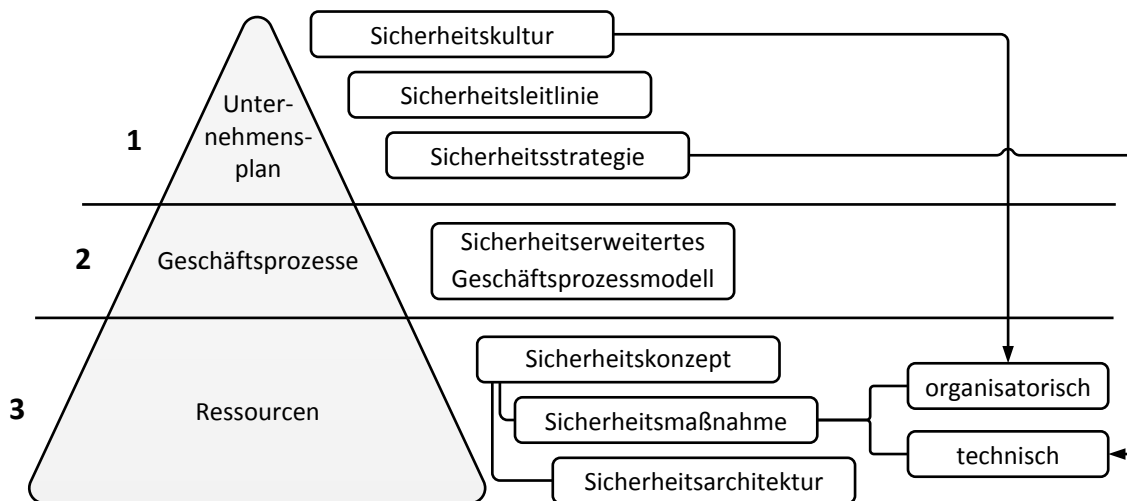 Sicherheitskultur
Sicherheitsleitlinie
Sicherheitsstrategie
1
Unter-
nehmens-
plan
2
Geschäftsprozesse
Sicherheitserweitertes
Geschäftsprozessmodell
3
Ressourcen
Sicherheitskonzept
Sicherheitsmaßnahme
Sicherheitsarchitektur
organisatorisch
technisch